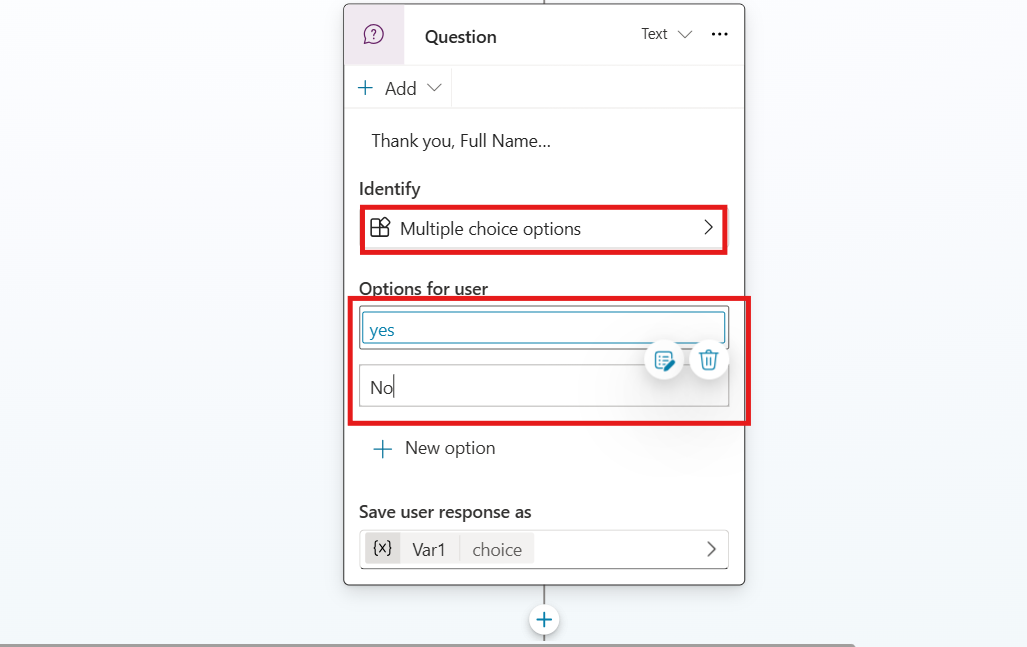 Question
Text
Add
Thank you, Full Name...
Identify
Multiple choice options
Options for user
yes
No
New option
Save user response as
{x} Var1 choice